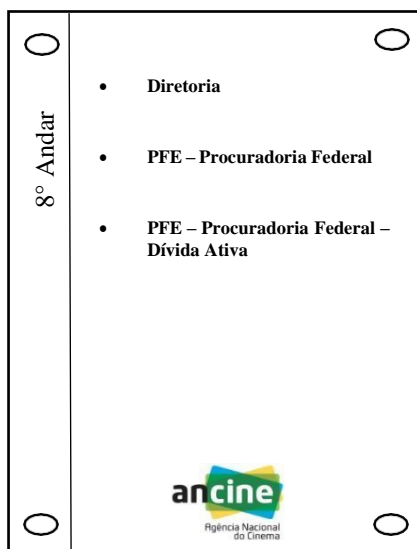 8° Andar
• Diretoria
• PFE – Procuradoria Federal
• PFE – Procuradoria Federal –
Dívida Ativa
ancine
Agência Nacional
do Cinema